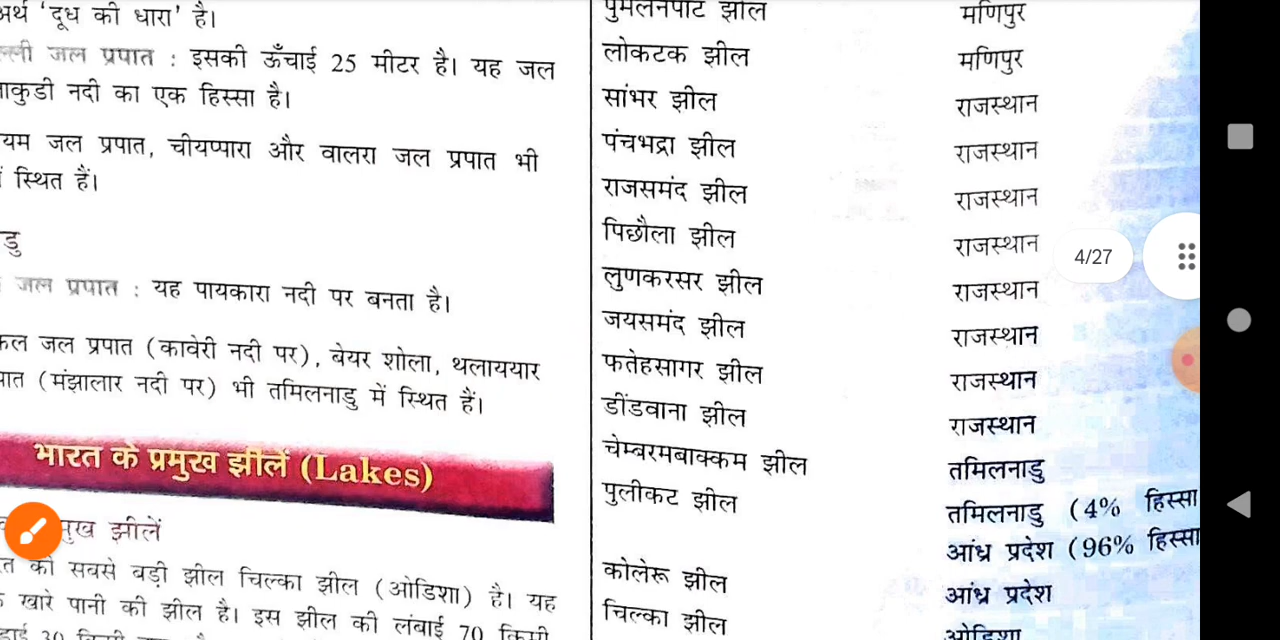 अर्थ 'दूध की धारा' है।
जल प्रपात : इसकी ऊँचाई 25 मीटर है। यह जल
नदी का एक हिस्सा है।
जल प्रपात, चीयप्पारा और वालरा जल प्रपात भी
स्थित हैं।
जल प्रपात : यह पायकारा नदी पर बनता है।
जल प्रपात (कावेरी नदी पर), बेयर शोला, थलाययार
(मंझालार नदी पर) भी तमिलनाडु में स्थित हैं।
भारत के प्रमुख झीलें (Lakes)
झीलें
की सबसे बड़ी झील चिल्का झील (ओडिशा) है। यह
खारे पानी की झील है। इस झील की लंबाई 70 किमी
पुमलेनपाट झील मणिपुर
लोकटक झील मणिपुर
सांभर झील राजस्थान
पंचभद्रा झील राजस्थान
राजसमंद झील राजस्थान
पिछौला झील राजस्थान
लुणकरसर झील राजस्थान
जयसमंद झील राजस्थान
फतेहसागर झील राजस्थान
डींडवाना झील राजस्थान
चेम्बरमबाक्कम झील तमिलनाडु
पुलीकट झील तमिलनाडु (4% हिस्सा
आंध्र प्रदेश (96% हिस्सा
कोलेरू झील आंध्र प्रदेश
चिल्का झील ओडिशा
4/27